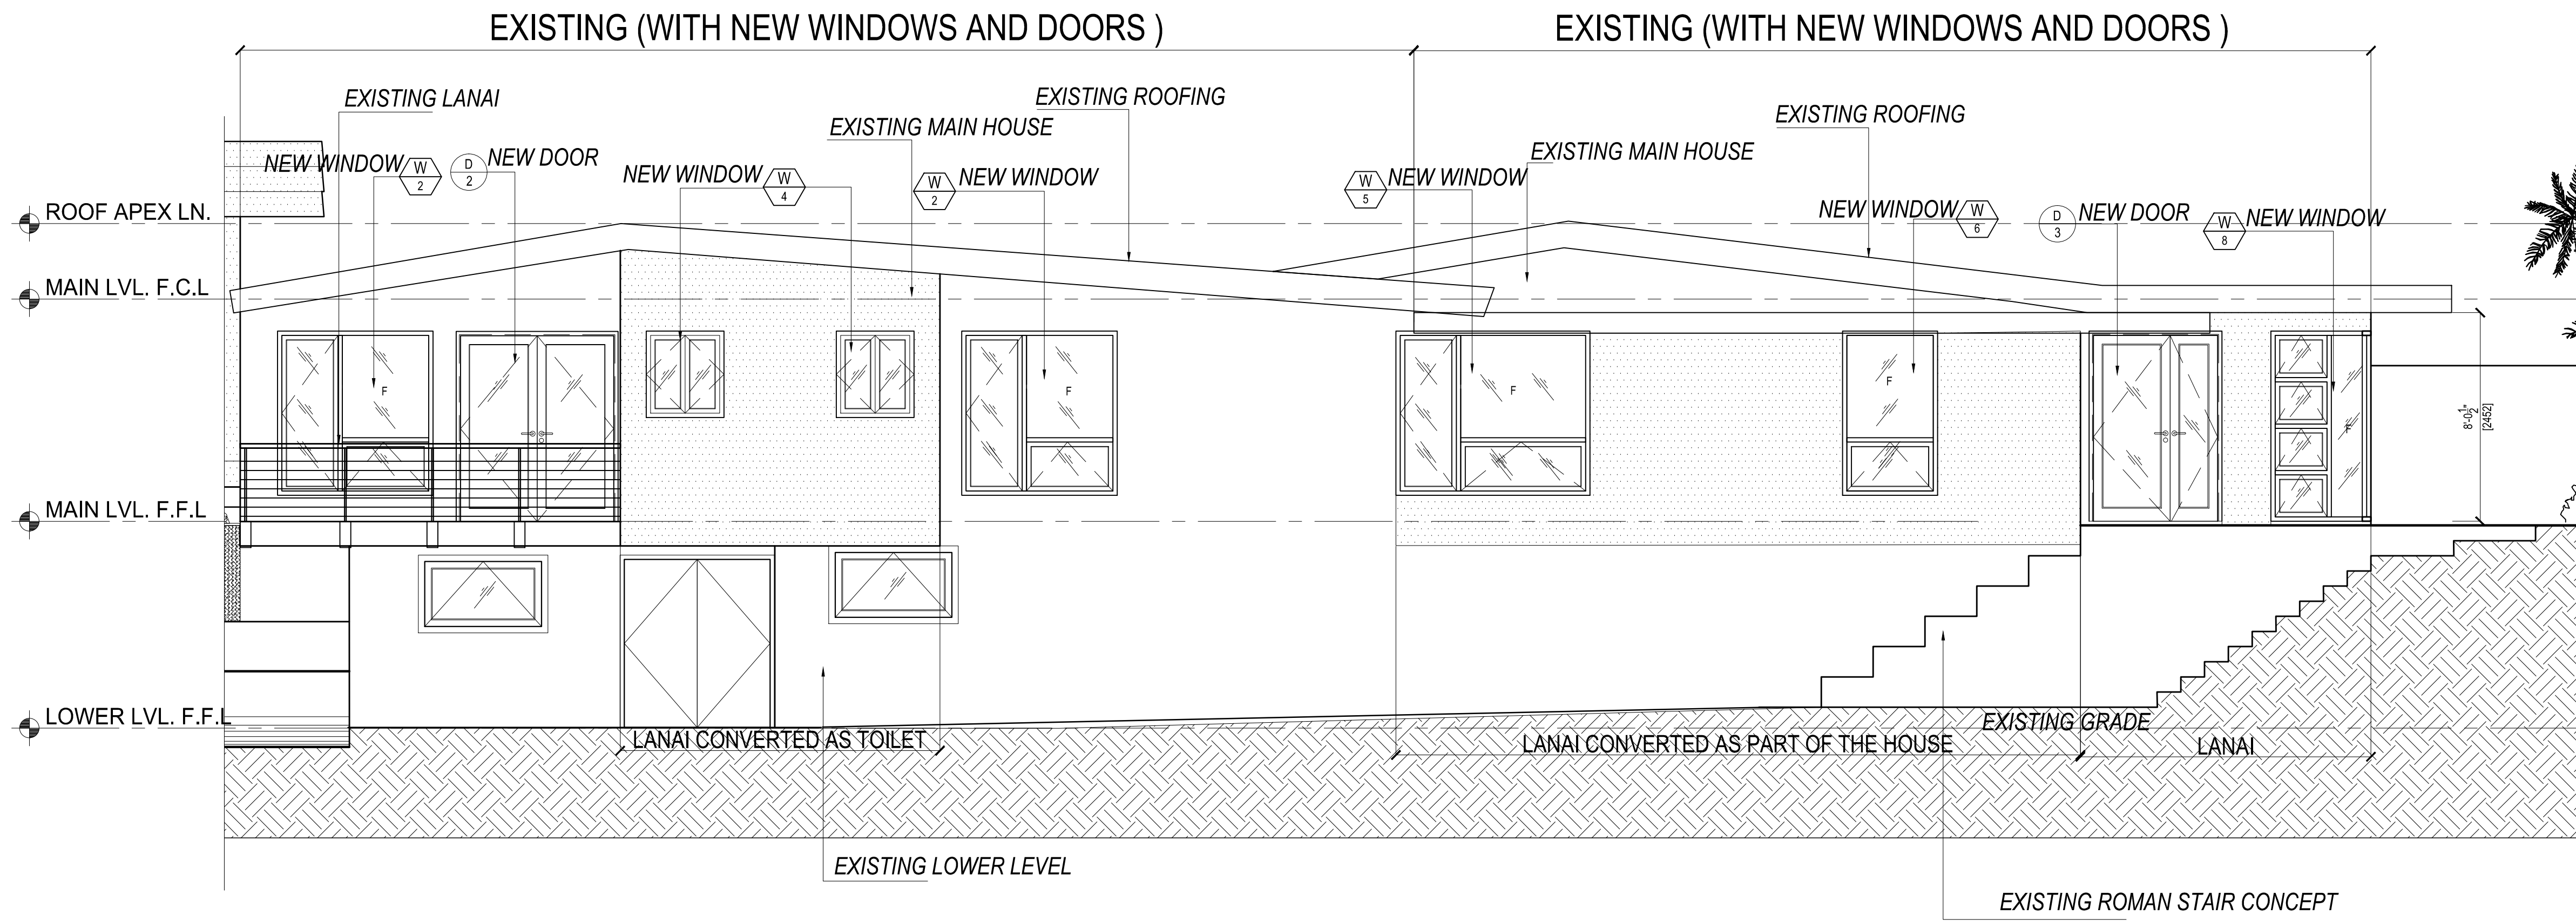 EXISTING (WITH NEW WINDOWS AND DOORS )
EXISTING (WITH NEW WINDOWS AND DOORS )
EXISTING LANAI
EXISTING ROOFING
EXISTING MAIN HOUSE
EXISTING ROOFING
EXISTING MAIN HOUSE
NEW WINDOW
W
2
D
2
NEW DOOR
NEW WINDOW
W
4
W
2
NEW WINDOW
W
5
NEW WINDOW
NEW WINDOW
W
6
D
3
NEW DOOR
W
8
NEW WINDOW
ROOF APEX LN.
MAIN LVL. F.C.L
F
F
F
F
8'-0 1/2"
[2452]
MAIN LVL. F.F.L
LOWER LVL. F.F.L
EXISTING GRADE
LANAI CONVERTED AS TOILET
LANAI CONVERTED AS PART OF THE HOUSE
LANAI
EXISTING LOWER LEVEL
EXISTING ROMAN STAIR CONCEPT